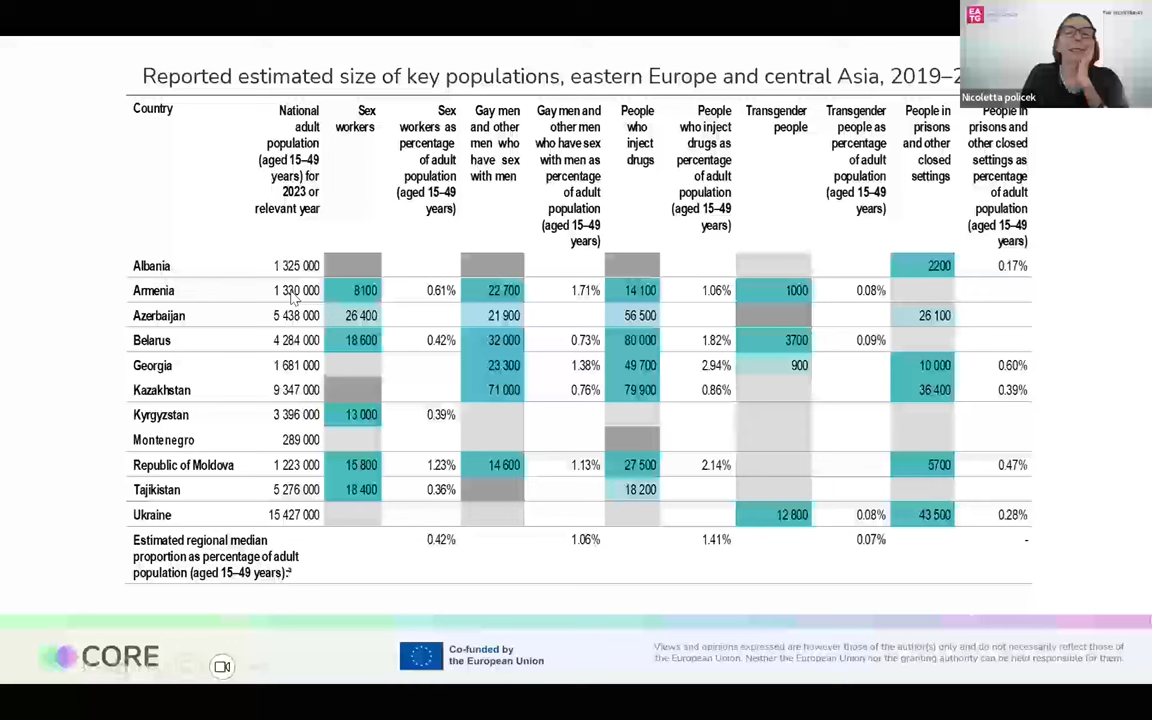 EA
TG
Nicoletta policek
Reported estimated size of key populations, eastern Europe and central Asia, 2019–2
Country
National adult population (aged 15–49 years) for 2023 or relevant year
Sex workers
Sex workers as percentage of adult population (aged 15–49 years)
Gay men and other men who have sex with men
Gay men and other men who have sex with men as percentage of adult population (aged 15–49 years)
People who inject drugs
People who inject drugs as percentage of adult population (aged 15–49 years)
Transgender people
Transgender people as percentage of adult population (aged 15–49 years)
People in prisons and other closed settings
People in prisons and other closed settings as percentage of adult population (aged 15–49 years)
Albania 1 325 000 2200 0.17%
Armenia 1 330 000 8100 0.61% 22 700 1.71% 14 100 1.06% 1000 0.08%
Azerbaijan 5 438 000 26 400 21 900 56 500 26 100
Belarus 4 284 000 18 600 0.42% 32 000 0.73% 80 000 1.82% 3700 0.09%
Georgia 1 681 000 23 300 1.38% 49 700 2.94% 900 10 000 0.60%
Kazakhstan 9 347 000 71 000 0.76% 79 900 0.86% 36 400 0.39%
Kyrgyzstan 3 396 000 13 000 0.39%
Montenegro 289 000
Republic of Moldova 1 223 000 15 800 1.23% 14 600 1.13% 27 500 2.14% 5700 0.47%
Tajikistan 5 276 000 18 400 0.36% 18 200
Ukraine 15 427 000 12 800 0.08% 43 500 0.28%
Estimated regional median 0.42% 1.06% 1.41% 0.07% -
proportion as percentage of adult
population (aged 15–49 years):ª
CORE
Co-funded by
the European Union
Views and opinions expressed are however those of the author(s) only and do not necessarily reflect those of
the European Union. Neither the European Union nor the granting authority can be held responsible for them.